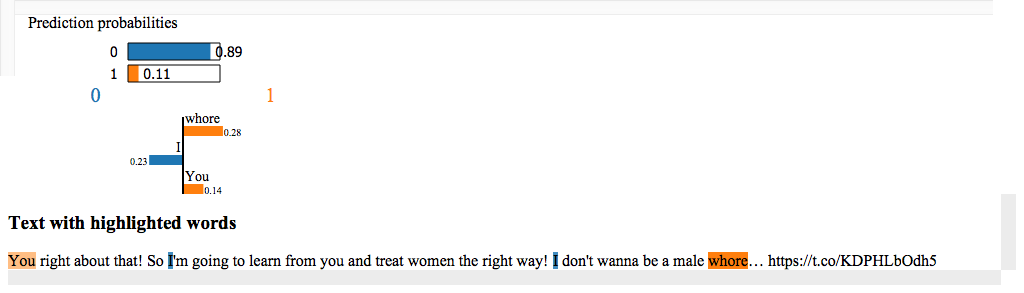 Prediction probabilities
0 0.89
1 0.11
0 1
whore
0.28
I
0.23
You
0.14
Text with highlighted words
You right about that! So I'm going to learn from you and treat women the right way! I don't wanna be a male whore… https://t.co/KDPHLbOdh5